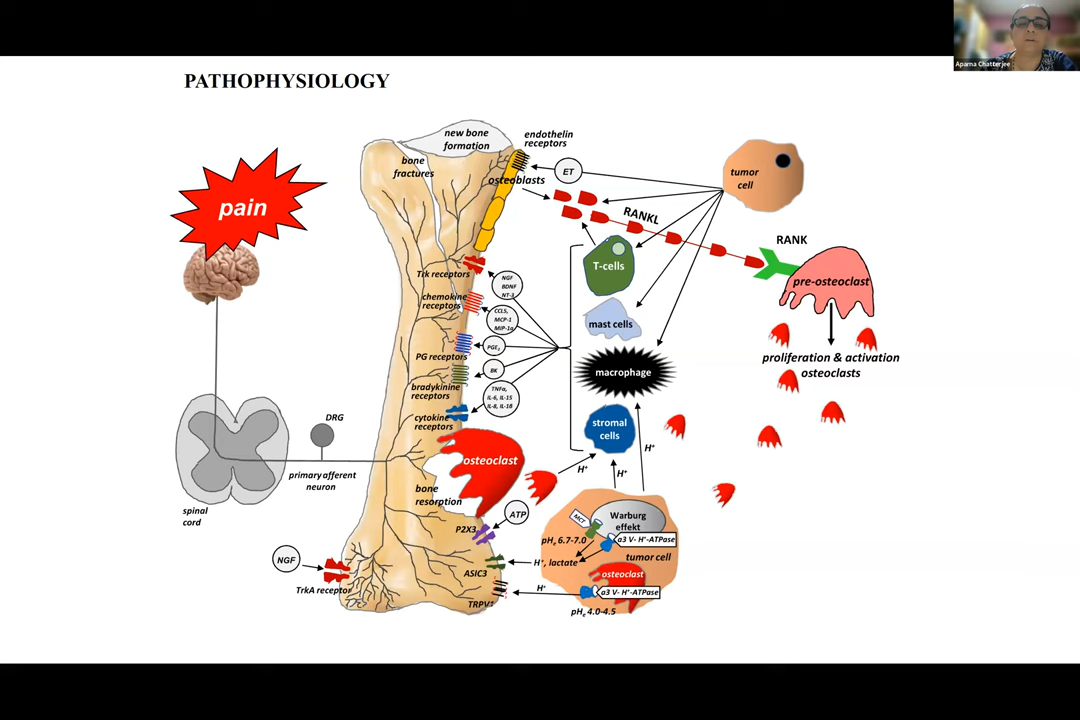 Aparna Chatterjee
PATHOPHYSIOLOGY
pain
new bone
formation
bone
fractures
endothelin
receptors
osteoblasts
ET
RANKL
tumor
cell
RANK
pre-osteoclast
proliferation & activation
osteoclasts
T-cells
mast cells
macrophage
stromal
cells
Trk receptors
NGF
BDNF
NT-3
chemokine
receptors
CCL5,
MCP-1
MIP-1α
PG receptors
PGE₂
bradykinine
receptors
BK
cytokine
receptors
TNFα,
IL-6, IL-15
IL-8, IL-1β
osteoclast
bone
resorption
DRG
primary afferent
neuron
spinal
cord
H⁺
H⁺
H⁺
P2X3
ATP
ASIC3
H⁺, lactate
TRPV1
H⁺
NGF
TrkA receptor
MCT
Warburg
effekt
pHₑ 6.7-7.0
a3 V- H⁺-ATPase
tumor cell
osteoclast
a3 V- H⁺-ATPase
pHₑ 4.0-4.5